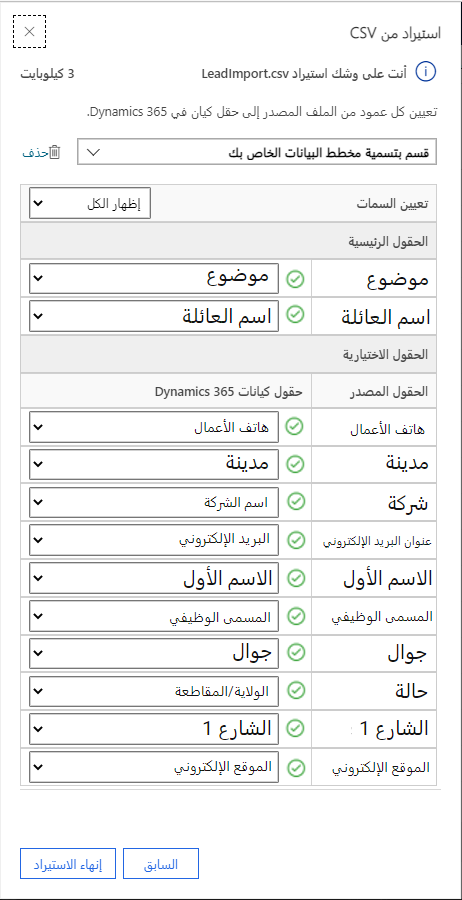 استيراد من CSV
أنت على وشك استيراد LeadImport.csv 3 كيلوبايت
تعيين كل عمود من الملف المصدر إلى حقل كيان في Dynamics 365.
قسم بتسمية مخطط البيانات الخاص بك حذف
تعيين السمات إظهار الكل
الحقول الرئيسية
موضوع موضوع
اسم العائلة اسم العائلة
الحقول الاختيارية
الحقول المصدر حقول كيانات Dynamics 365
هاتف الأعمال هاتف الأعمال
مدينة مدينة
شركة اسم الشركة
عنوان البريد الإلكتروني البريد الإلكتروني
الاسم الأول الاسم الأول
المسمى الوظيفي المسمى الوظيفي
جوال جوال
حالة الولاية/المقاطعة
الشارع 1 الشارع 1
الموقع الإلكتروني الموقع الإلكتروني
السابق إنهاء الاستيراد